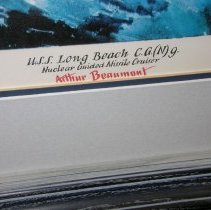 U.S.S. Long Beach C.G.(N)9.
Nuclear Guided Missile Cruiser
Arthur Beaumont